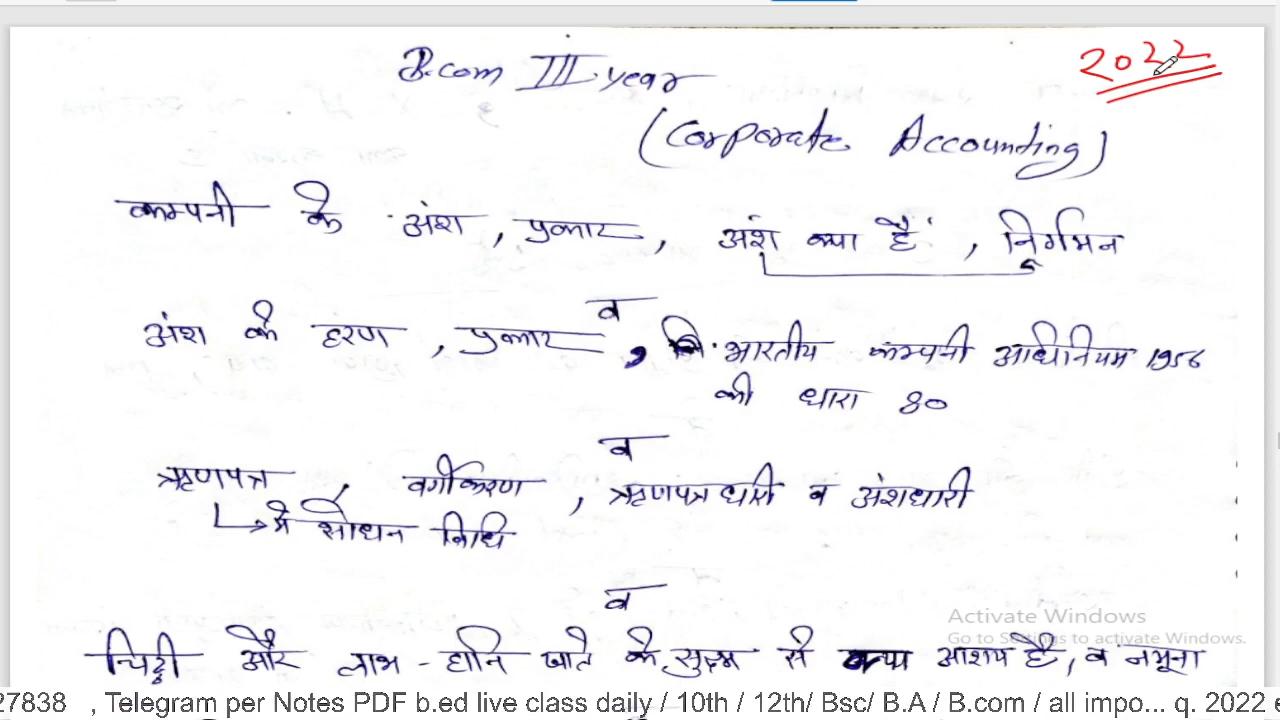 B.com III year
2022
(Corporate Accounting)
कम्पनी के अंश, प्रकार, अंश क्या हैं, निर्गमन
व
अंश के हरण, प्रकार, भारतीय कम्पनी अधिनियम 1956
की धारा 80
व
ऋणपत्र, वर्गीकरण, ऋणपत्र धारी व अंशधारी
में सोधन निधि
व
चिट्ठी और लाभ - हानि खाते के से क्या आशय है, व नमूना
Activate Windows
Go to Settings to activate Windows.
27838 , Telegram per Notes PDF b.ed live class daily / 10th / 12th/ Bsc/ B.A / B.com / all impo... q. 2022